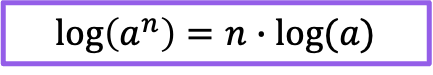 log(aⁿ) = n · log(a)